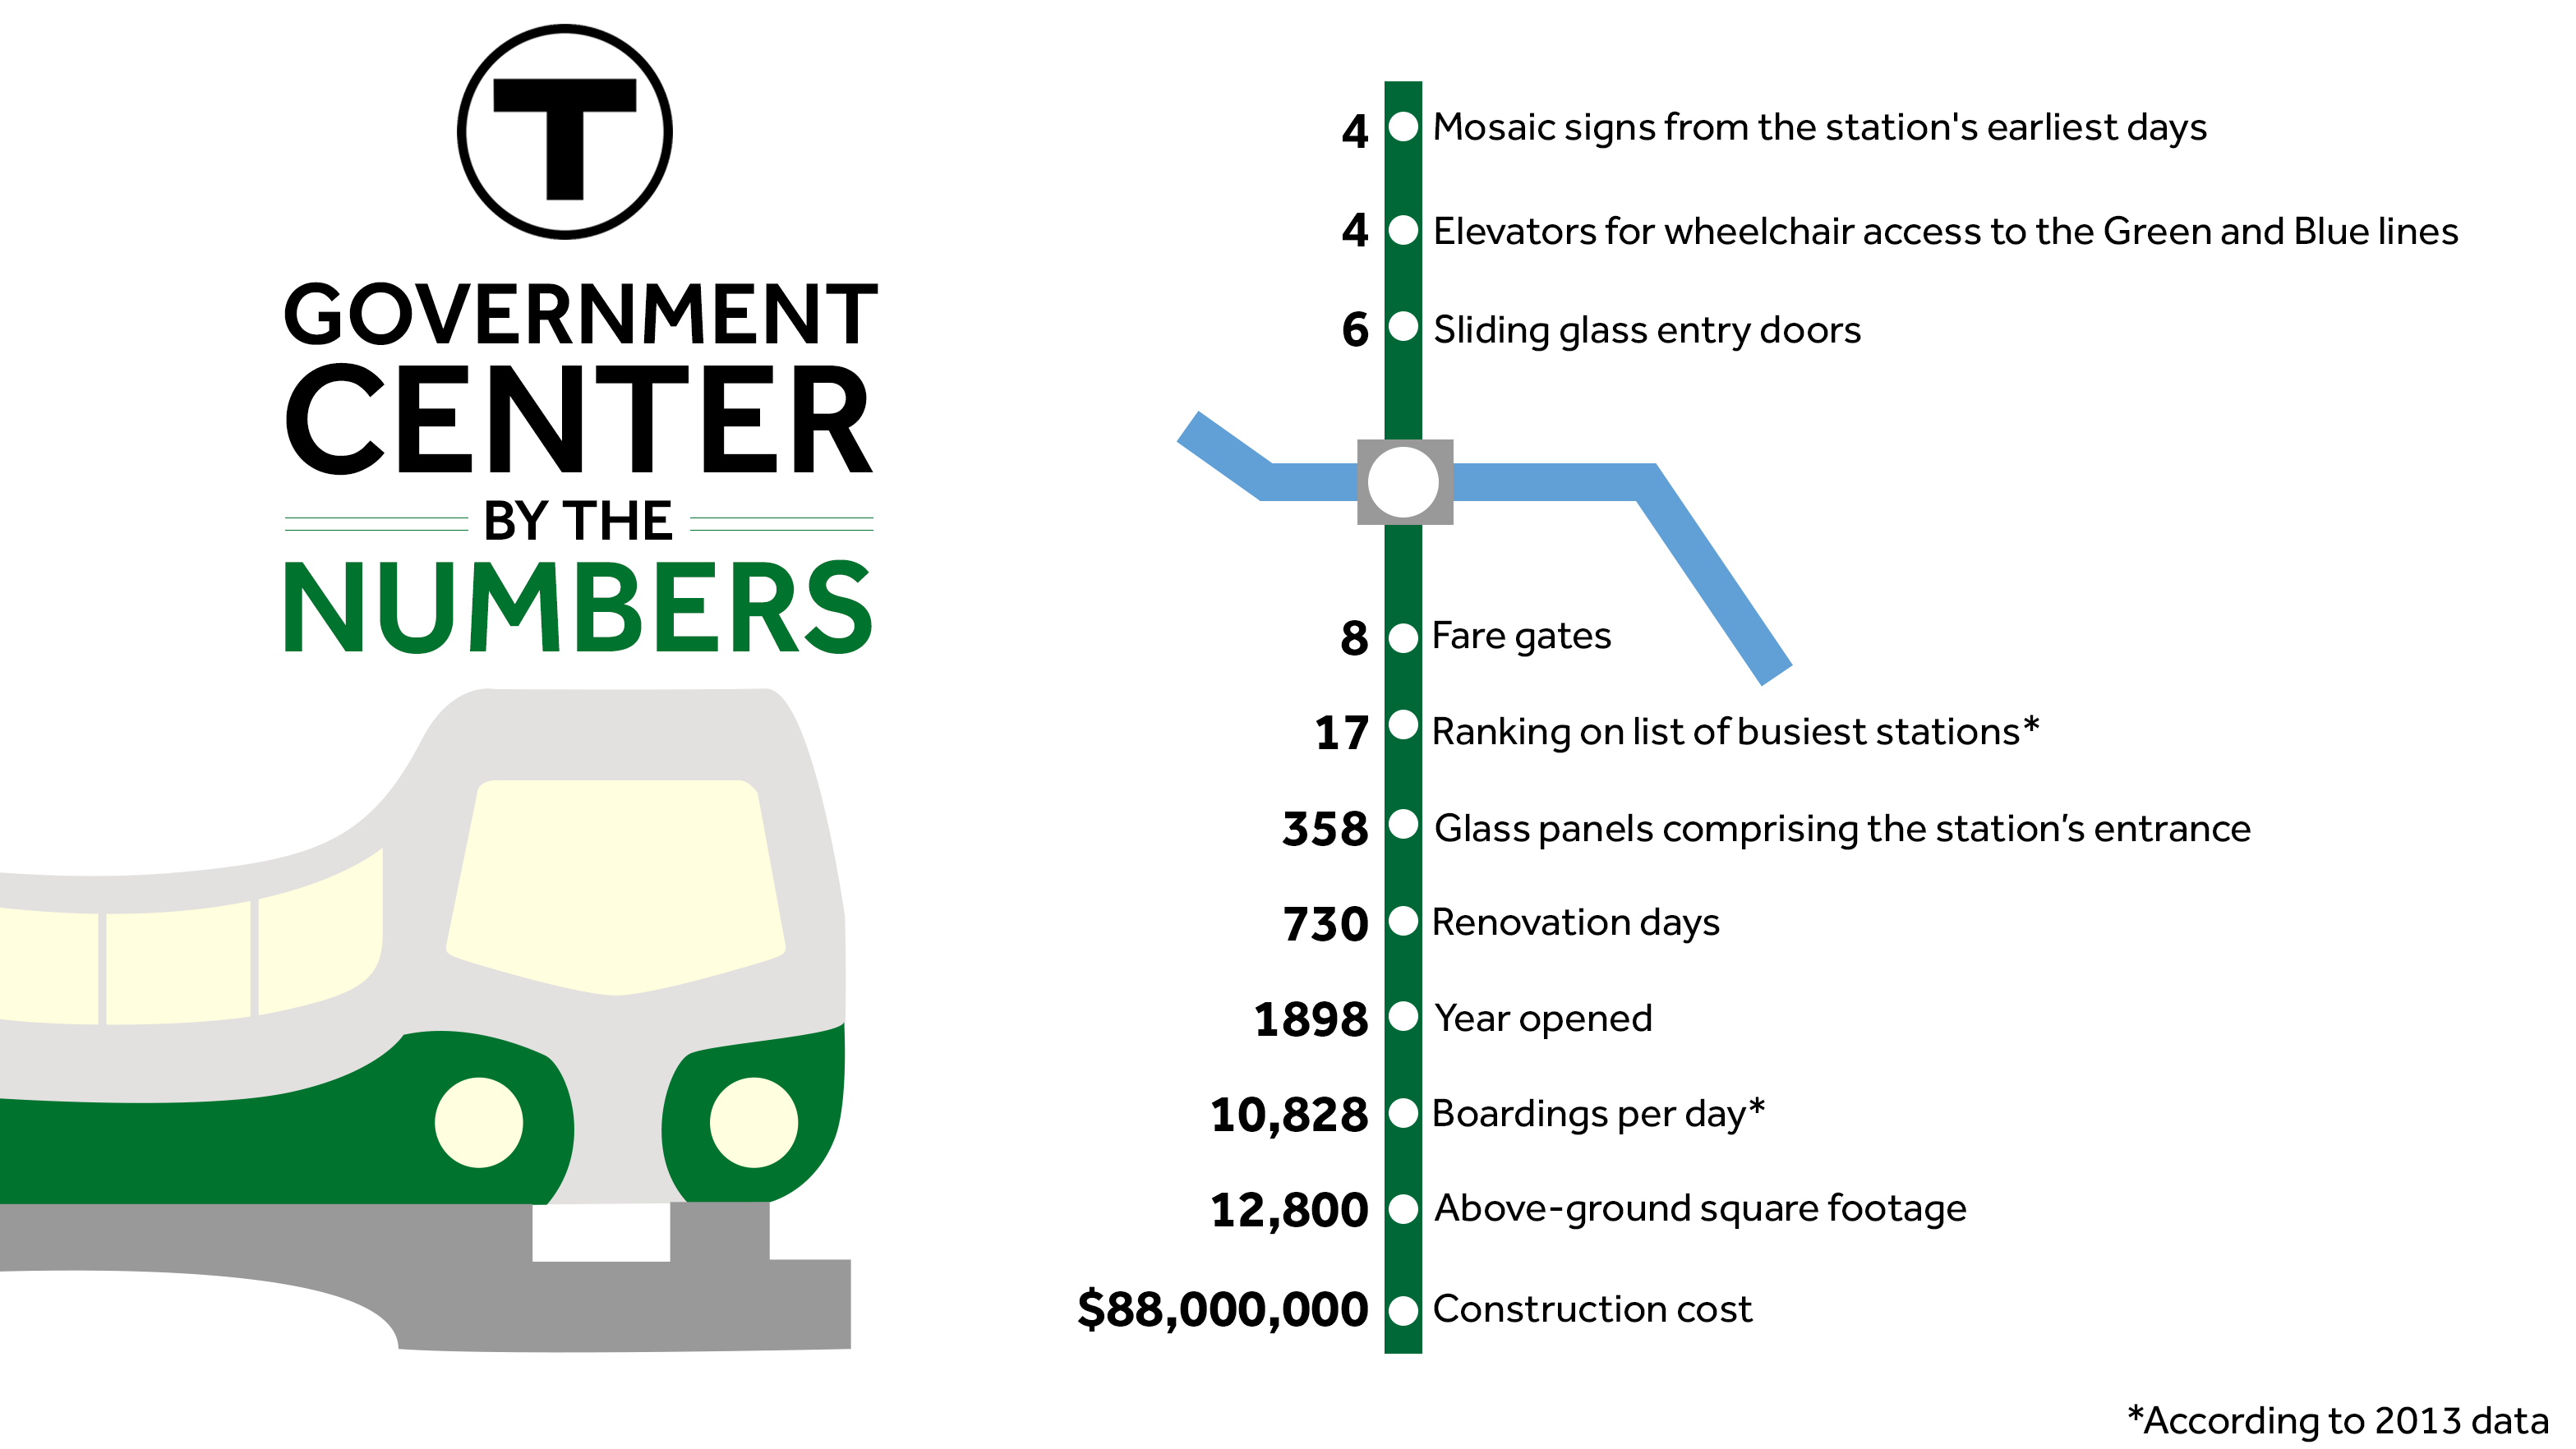 T
GOVERNMENT
CENTER
BY THE
NUMBERS
4 Mosaic signs from the station's earliest days
4 Elevators for wheelchair access to the Green and Blue lines
6 Sliding glass entry doors
8 Fare gates
17 Ranking on list of busiest stations*
358 Glass panels comprising the station’s entrance
730 Renovation days
1898 Year opened
10,828 Boardings per day*
12,800 Above-ground square footage
$88,000,000 Construction cost
*According to 2013 data